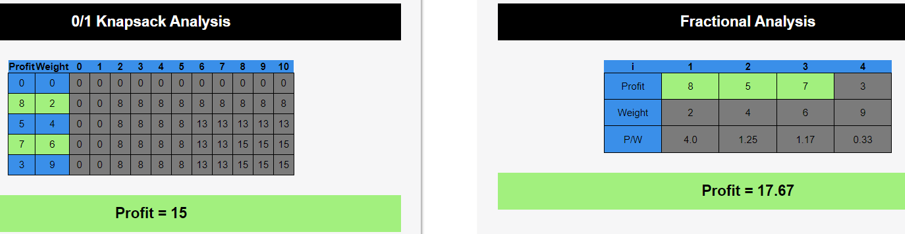 0/1 Knapsack Analysis
Profit Weight 0 1 2 3 4 5 6 7 8 9 10
0 0 0 0 0 0 0 0 0 0 0 0 0 0
8 2 0 0 8 8 8 8 8 8 8 8 8
5 4 0 0 8 8 8 8 13 13 13 13 13
7 6 0 0 8 8 8 8 13 13 15 15 15
3 9 0 0 8 8 8 8 13 13 15 15 15
Profit = 15
Fractional Analysis
i 1 2 3 4
Profit 8 5 7 3
Weight 2 4 6 9
P/W 4.0 1.25 1.17 0.33
Profit = 17.67